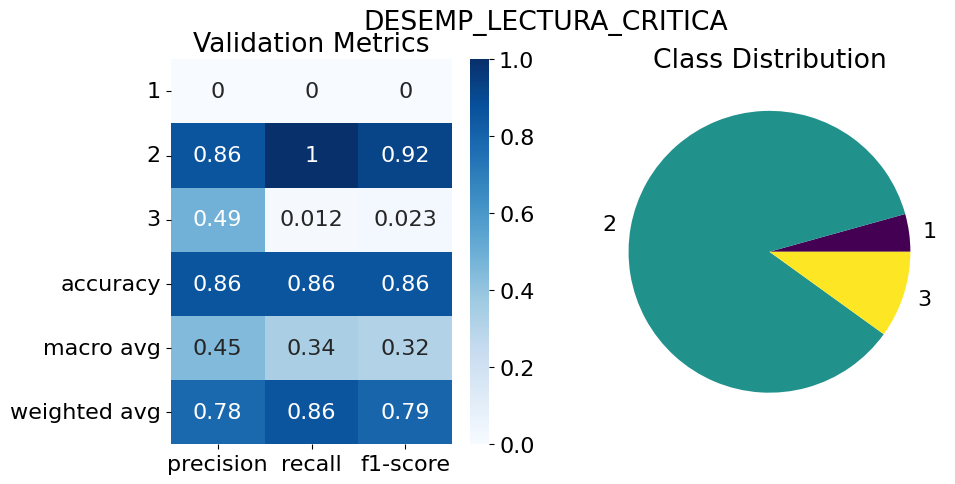 DESEMP_LECTURA_CRITICA
Validation Metrics
1 0 0 0
2 0.86 1 0.92
3 0.49 0.012 0.023
accuracy 0.86 0.86 0.86
macro avg 0.45 0.34 0.32
weighted avg 0.78 0.86 0.79
precision recall f1-score
1.0
0.8
0.6
0.4
0.2
0.0
Class Distribution
2
1
3